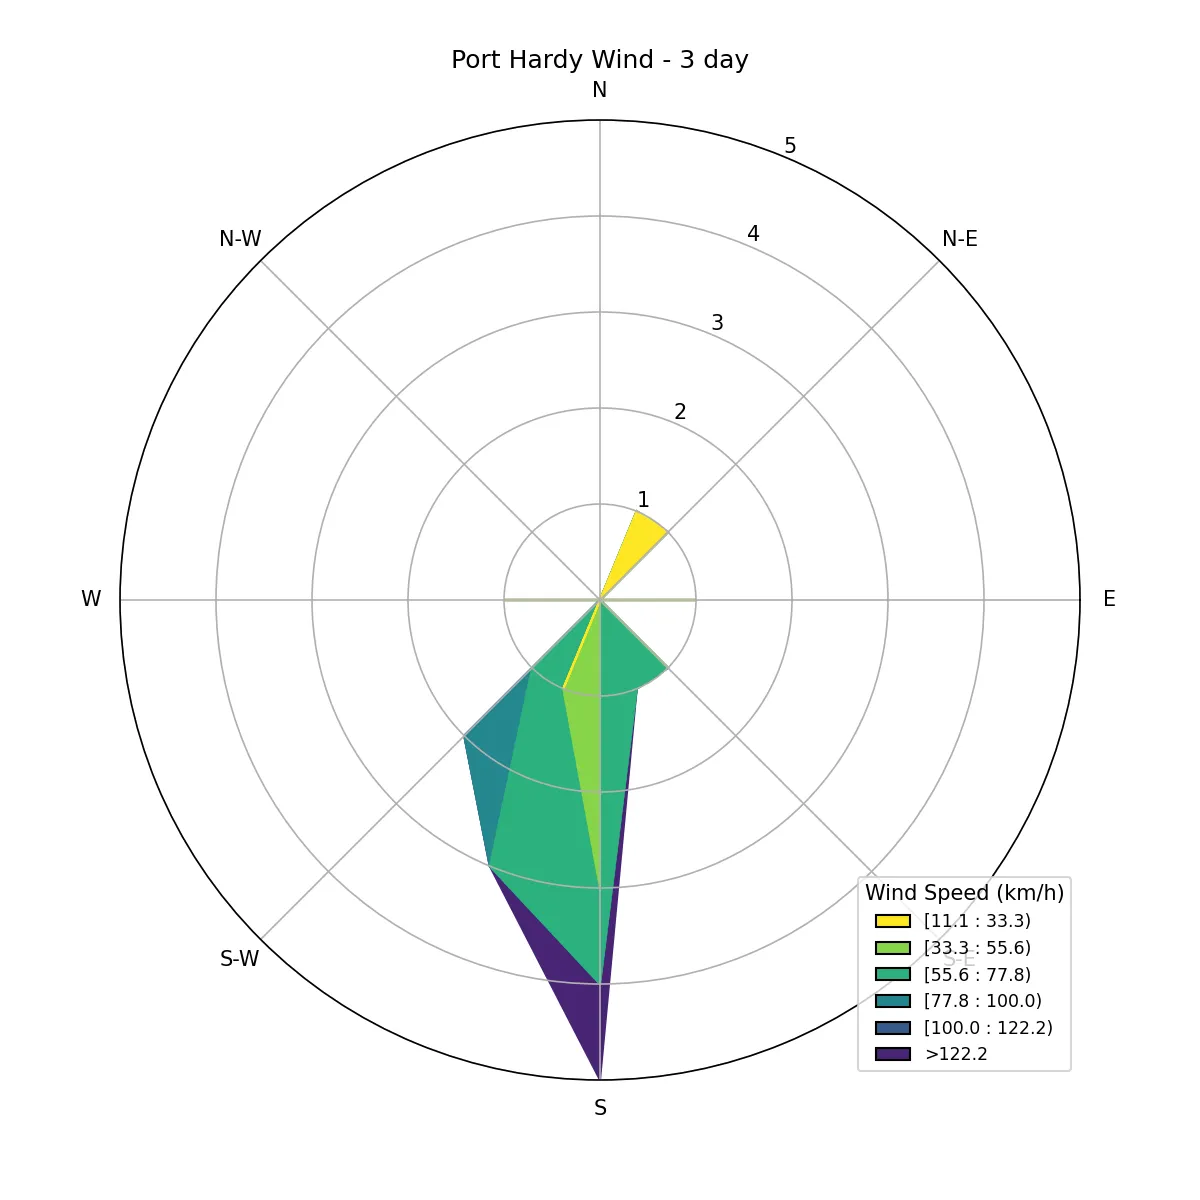 Port Hardy Wind - 3 day
N
5
N-W
4
N-E
3
2
1
W
E
Wind Speed (km/h)
[11.1 : 33.3)
[33.3 : 55.6)
S-W
S-E
[55.6 : 77.8)
[77.8 : 100.0)
[100.0 : 122.2)
>122.2
S